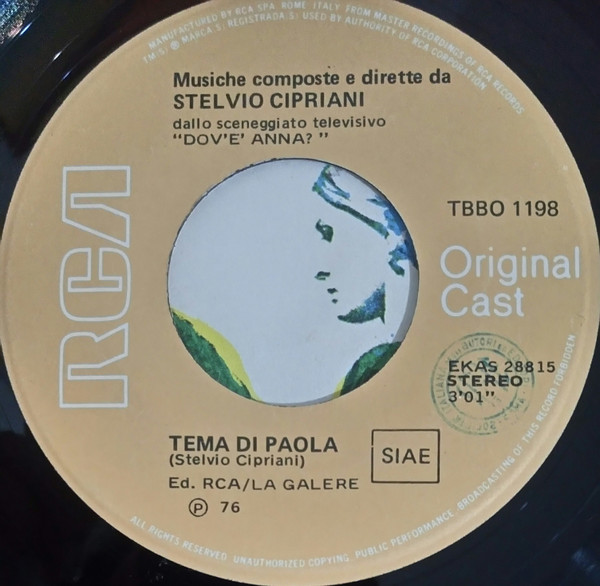 MANUFACTURED BY RCA SPA. ROME ITALY FROM MASTER RECORDINGS OF RCA RECORDS
TM(S) ® MARCA(S) REGISTRADA(S) USED BY AUTHORITY OF RCA CORPORATION
Musiche composte e dirette da
STELVIO CIPRIANI
dallo sceneggiato televisivo
"DOV'E' ANNA?"
RCA
TBBO 1198
Original
Cast
EKAS 28815
STEREO
3'01"
TEMA DI PAOLA
(Stelvio Cipriani)
SIAE
Ed. RCA/LA GALERE
Ⓟ 76
ALL RIGHTS RESERVED. UNAUTHORIZED COPYING, PUBLIC PERFORMANCE, BROADCASTING OF THIS RECORD FORBIDDEN